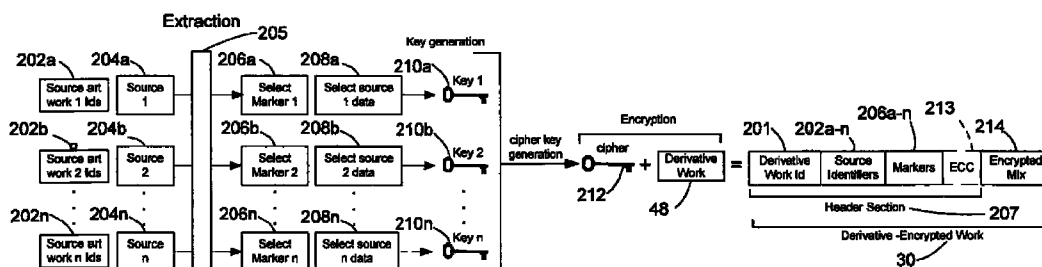 Extraction
205
Key generation
202a
204a
206a
208a
210a
Key 1
Source art work 1 Ids
Source 1
Select Marker 1
Select source 1 data
202b
204b
206b
208b
210b
Key 2
Source art work 2 Ids
Source 2
Select Marker 2
Select source 2 data
202n
204n
206n
208n
210n
Key n
Source art work n Ids
Source n
Select Marker n
Select source n data
cipher key generation
Encryption
cipher
+
Derivative Work
=
212
48
201
202a-n
206a-n
213
214
Derivative Work Id
Source Identifiers
Markers
ECC
Encrypted Mix
Header Section
207
Derivative -Encrypted Work
30